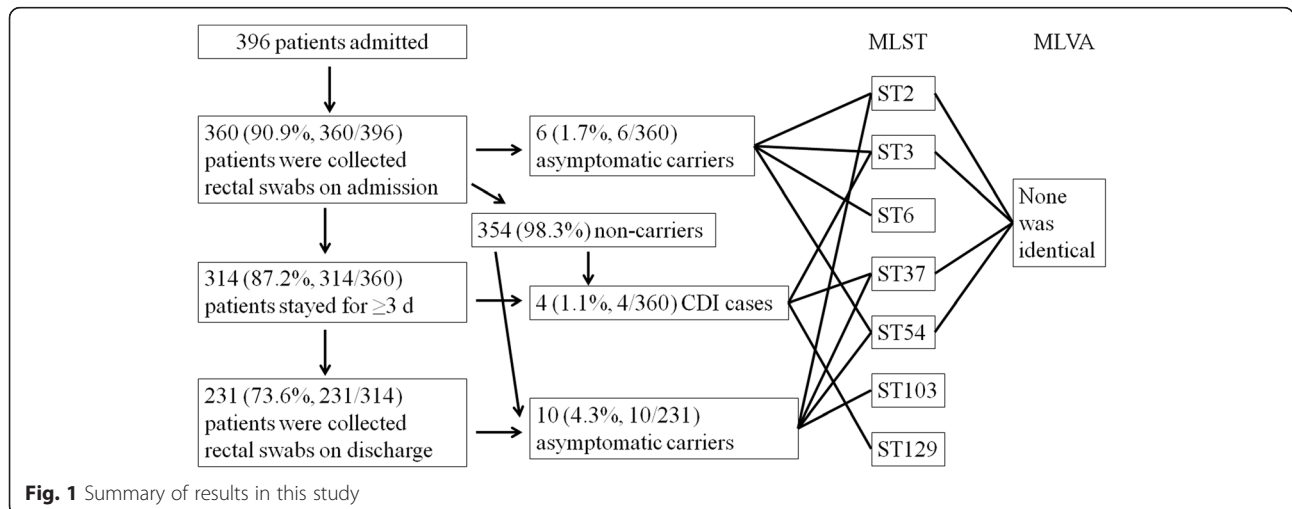 396 patients admitted
MLST
MLVA
360 (90.9%, 360/396)
patients were collected
rectal swabs on admission
6 (1.7%, 6/360)
asymptomatic carriers
354 (98.3%) non-carriers
314 (87.2%, 314/360)
patients stayed for ≥3 d
4 (1.1%, 4/360) CDI cases
231 (73.6%, 231/314)
patients were collected
rectal swabs on discharge
10 (4.3%, 10/231)
asymptomatic carriers
ST2
ST3
ST6
ST37
ST54
ST103
ST129
None
was
identical
Fig. 1 Summary of results in this study